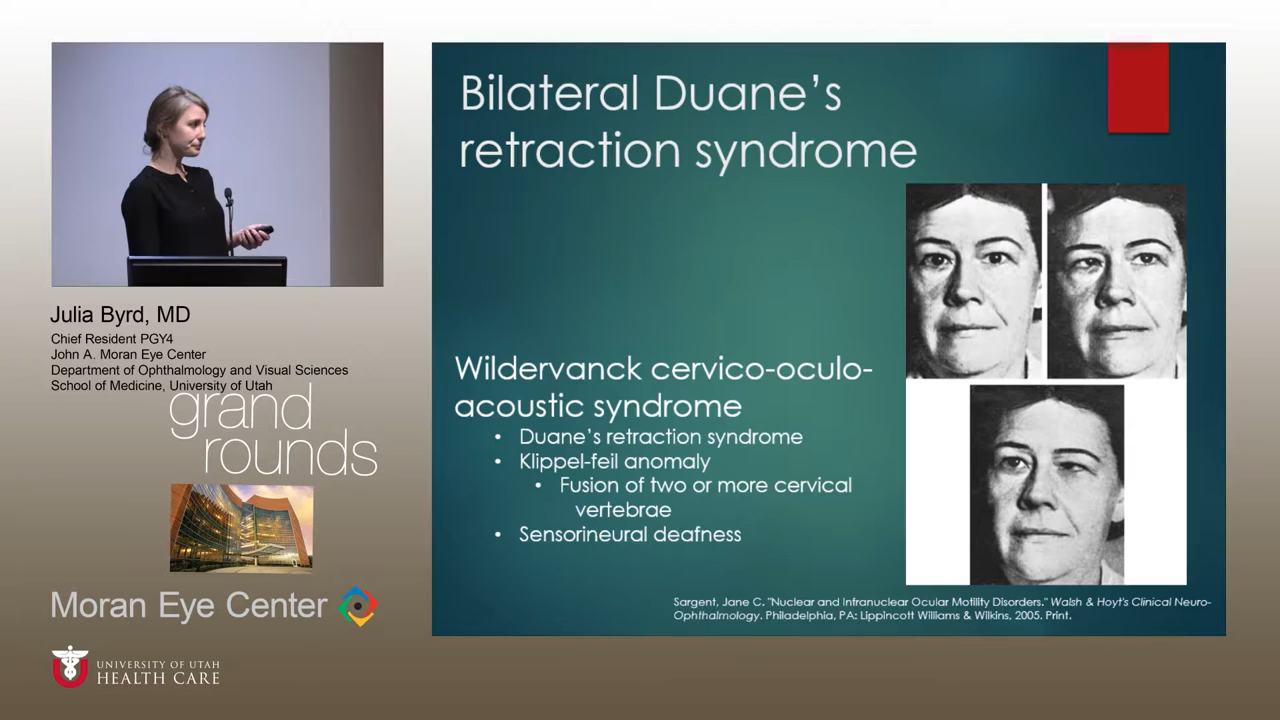 Julia Byrd, MD
Chief Resident PGY4
John A. Moran Eye Center
Department of Ophthalmology and Visual Sciences
School of Medicine, University of Utah
grand
rounds
Moran Eye Center
UNIVERSITY OF UTAH
HEALTH CARE
Bilateral Duane’s
retraction syndrome
Wildervanck cervico-oculo-
acoustic syndrome
• Duane’s retraction syndrome
• Klippel-feil anomaly
• Fusion of two or more cervical
vertebrae
• Sensorineural deafness
Sargent, Jane C. "Nuclear and Infranuclear Ocular Motility Disorders." Walsh & Hoyt's Clinical Neuro-
Ophthalmology. Philadelphia, PA: Lippincott Williams & Wilkins, 2005. Print.